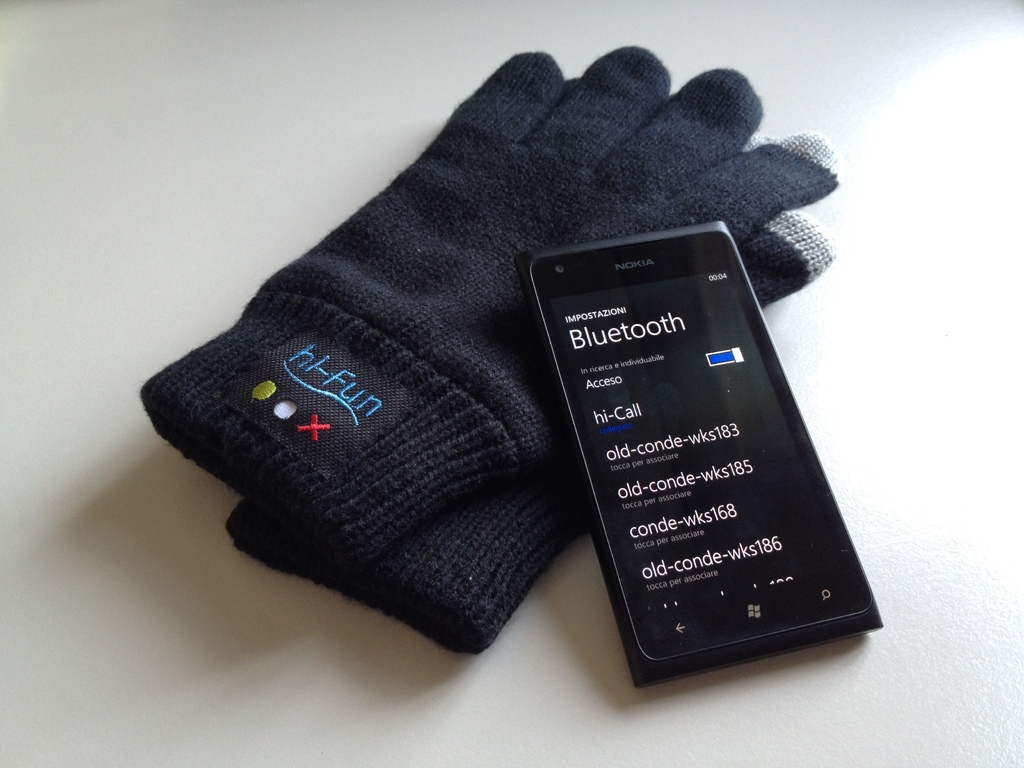 hi-Fun
NOKIA
00:04
IMPOSTAZIONI
Bluetooth
In ricerca e individuabile
Acceso
hi-Call
collegato
old-conde-wks183
tocca per associare
old-conde-wks185
tocca per associare
conde-wks168
tocca per associare
old-conde-wks186
tocca per associare